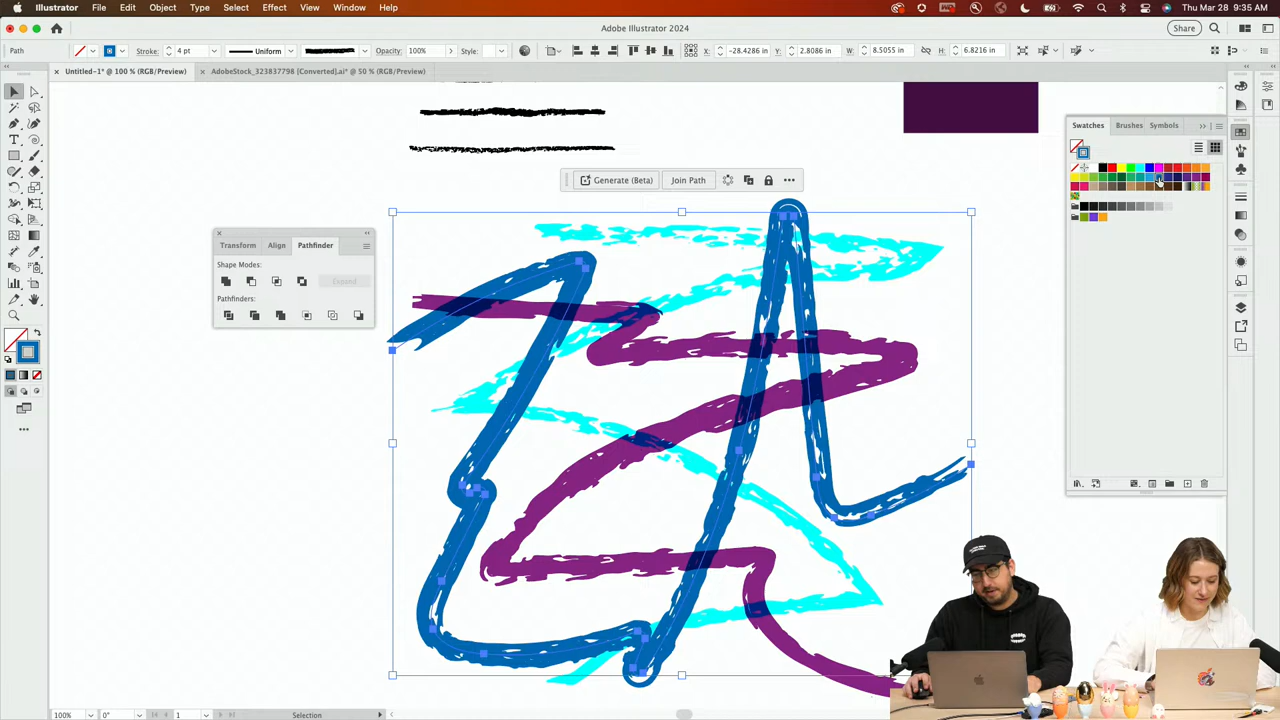 Illustrator File Edit Object Type Select Effect View Window Help Thu Mar 28 9:35 AM
Adobe Illustrator 2024 Share
Path Stroke: 4 pt Uniform Opacity: 100% Style: X: -28.4286 in Y: 2.8086 in W: 8.5055 in H: 6.8216 in
× Untitled-1* @ 100 % (RGB/Preview) × AdobeStock_323837798 [Converted].ai* @ 50 % (RGB/Preview)
Swatches Brushes Symbols
Generate (Beta) Join Path
Transform Align Pathfinder
Shape Modes:
Expand
Pathfinders:
100% 0° 1 Selection